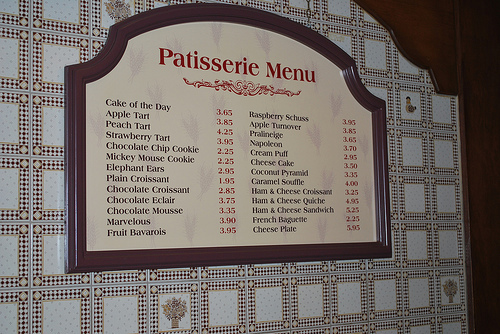 Patisserie Menu
Cake of the Day 3.65
Apple Tart 3.85
Peach Tart 4.25
Strawberry Tart 3.95
Chocolate Chip Cookie 2.25
Mickey Mouse Cookie 2.25
Elephant Ears 2.95
Plain Croissant 1.95
Chocolate Croissant 2.85
Chocolate Eclair 3.75
Chocolate Mousse 3.35
Marvelous 3.90
Fruit Bavarois 3.95
Raspberry Schuss 3.95
Apple Turnover 3.85
Pralineige 3.65
Napoleon 3.70
Cream Puff 2.95
Cheese Cake 3.50
Coconut Pyramid 3.35
Caramel Souffle 4.00
Ham & Cheese Croissant 3.25
Ham & Cheese Quiche 4.95
Ham & Cheese Sandwich 5.25
French Baguette 2.25
Cheese Plate 5.95